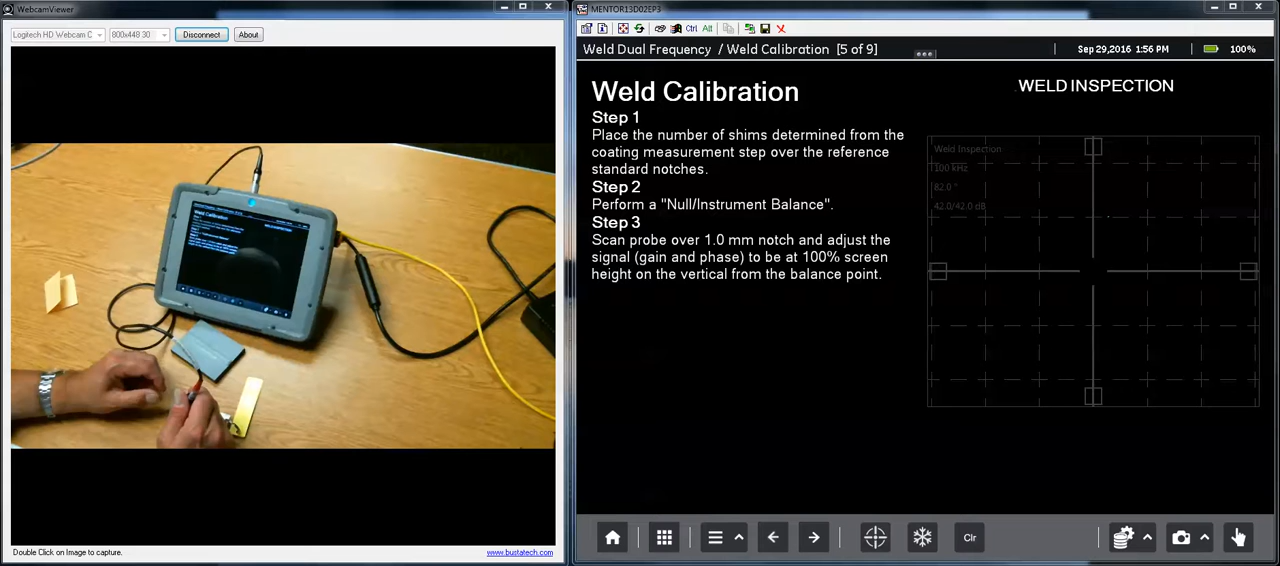 WebcamViewer
Logitech HD Webcam C
800x448 30
Disconnect
About
Double Click on Image to capture.
www.bustatech.com
MENTOR13D02EP3
Ctrl Alt
Weld Dual Frequency / Weld Calibration [5 of 9]
Sep 29,2016 1:56 PM
100%
Weld Calibration
Step 1
Place the number of shims determined from the
coating measurement step over the reference
standard notches.
Step 2
Perform a "Null/Instrument Balance".
Step 3
Scan probe over 1.0 mm notch and adjust the
signal (gain and phase) to be at 100% screen
height on the vertical from the balance point.
WELD INSPECTION
Weld Inspection
100 kHz
82.0 °
42.0/42.0 dB
Clr